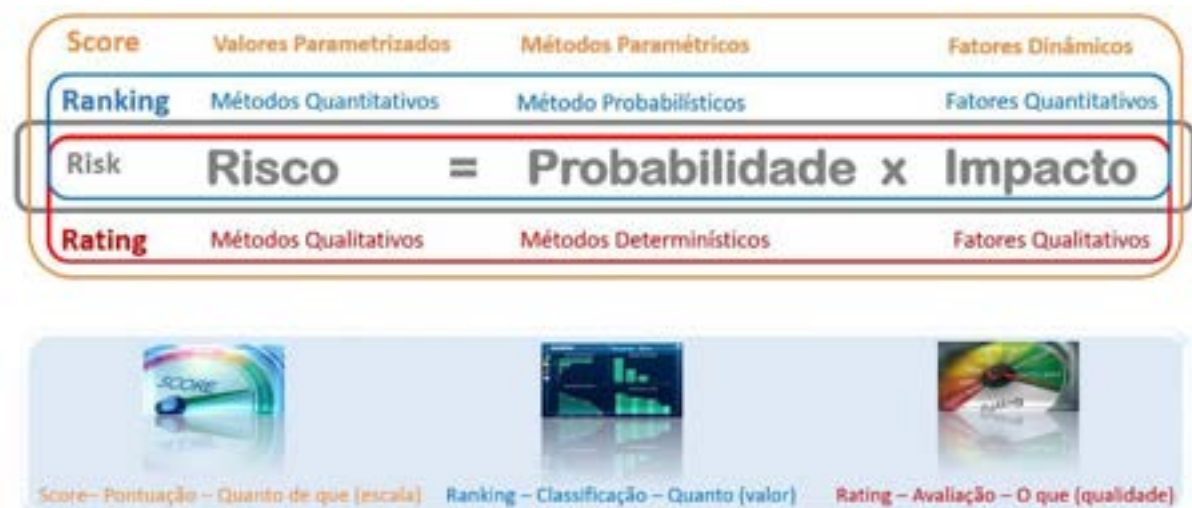 Score Valores Parametrizados Métodos Paramétricos Fatores Dinâmicos
Ranking Métodos Quantitativos Método Probabilísticos Fatores Quantitativos
Risk Risco = Probabilidade x Impacto
Rating Métodos Qualitativos Métodos Determinísticos Fatores Qualitativos
SCORE
Score– Pontuação – Quanto de que (escala) Ranking – Classificação – Quanto (valor) Rating – Avaliação – O que (qualidade)